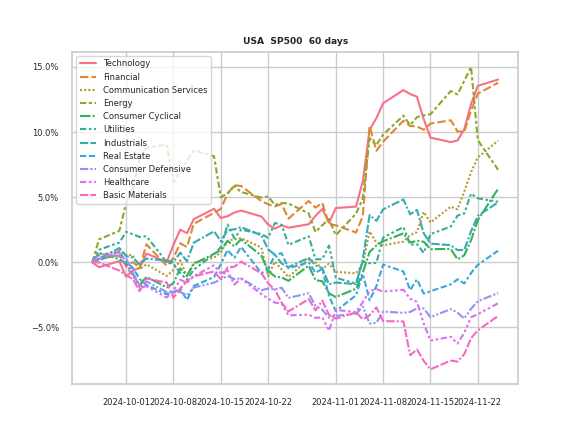 USA SP500 60 days
15.0%
10.0%
5.0%
0.0%
−5.0%
Technology
Financial
Communication Services
Energy
Consumer Cyclical
Utilities
Industrials
Real Estate
Consumer Defensive
Healthcare
Basic Materials
2024-10-01
2024-10-08
2024-10-15
2024-10-22
2024-11-01
2024-11-08
2024-11-15
2024-11-22